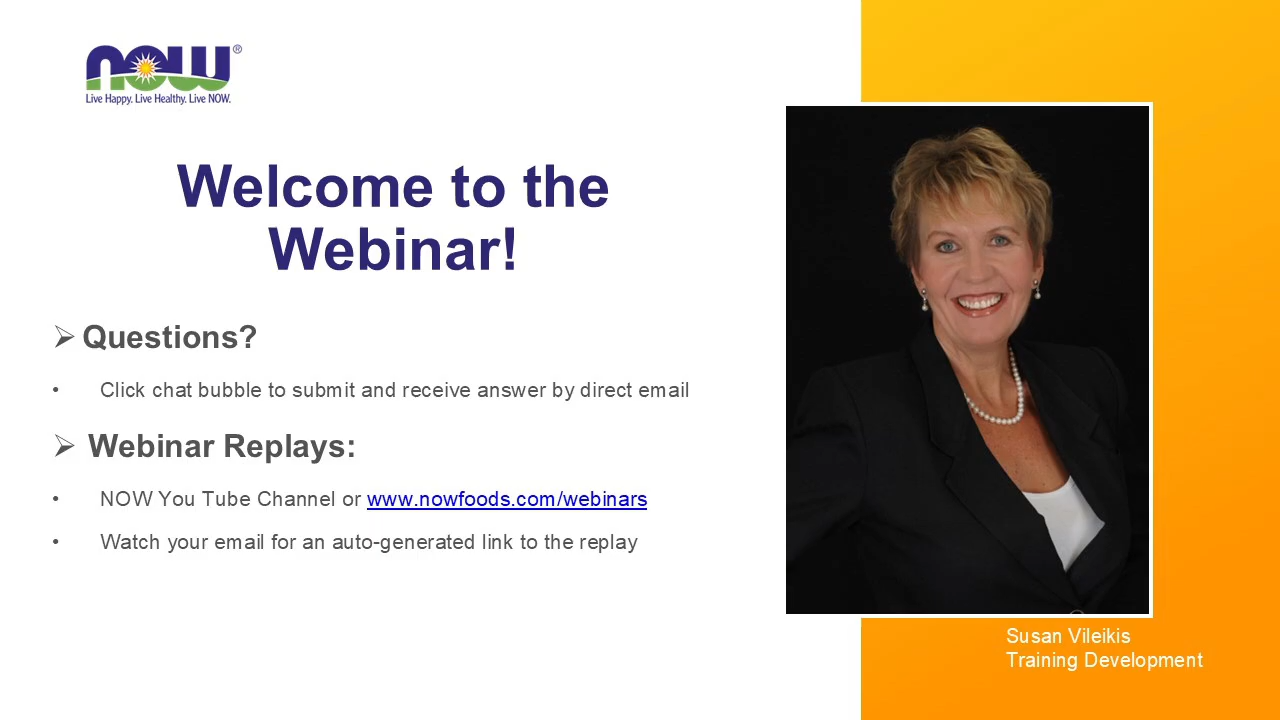 NOW®
Live Happy. Live Healthy. Live NOW.
Welcome to the
Webinar!
➢ Questions?
• Click chat bubble to submit and receive answer by direct email
➢ Webinar Replays:
• NOW You Tube Channel or www.nowfoods.com/webinars
• Watch your email for an auto-generated link to the replay
Susan Vileikis
Training Development